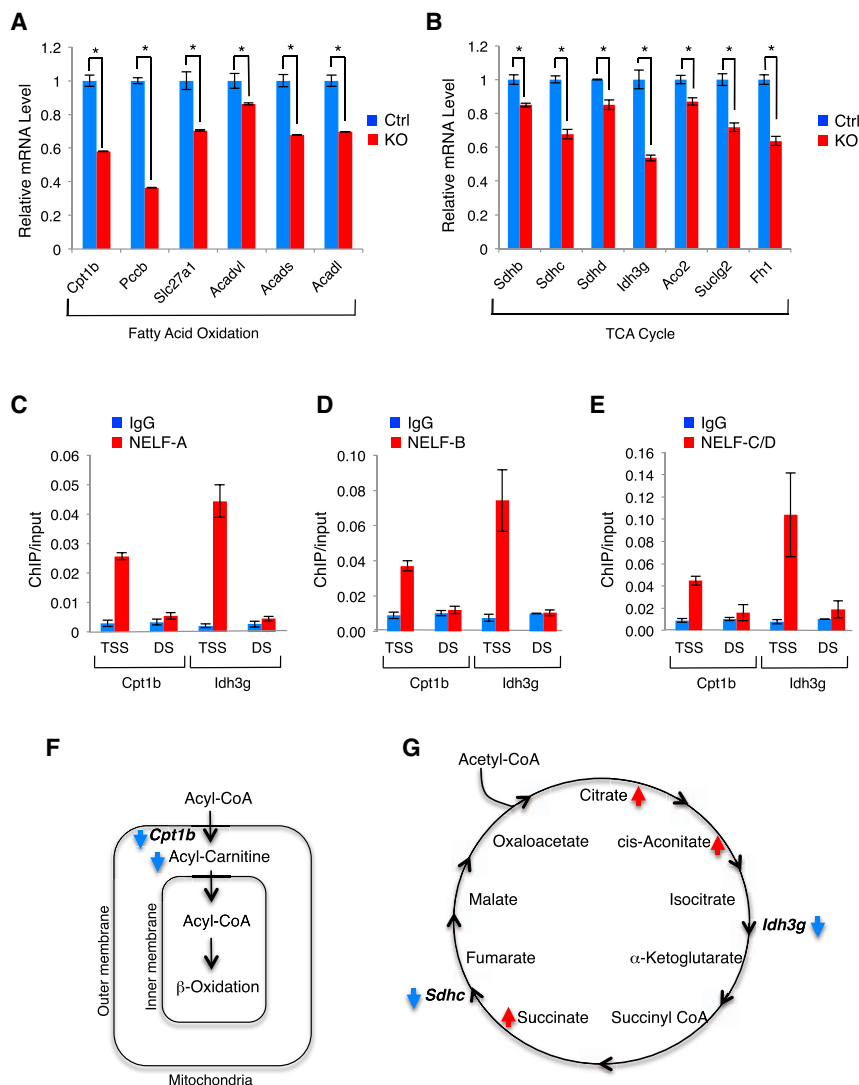 A
* * * * * *
1.2
1
0.8
0.6
0.4
0.2
0
Relative mRNA Level
Ctrl
KO
Cpt1b
Pccb
Slc27a1
Acadvl
Acads
Acadl
Fatty Acid Oxidation
B
* * * * * * *
1.2
1
0.8
0.6
0.4
0.2
0
Relative mRNA Level
Ctrl
KO
Sdhb
Sdhc
Sdhd
Idh3g
Aco2
Suclg2
Fh1
TCA Cycle
C
IgG
NELF-A
0.06
0.05
0.04
0.03
0.02
0.01
0
ChIP/input
TSS DS TSS DS
Cpt1b Idh3g
D
IgG
NELF-B
0.10
0.08
0.06
0.04
0.02
0.00
ChIP/input
TSS DS TSS DS
Cpt1b Idh3g
E
IgG
NELF-C/D
0.16
0.12
0.10
0.08
0.04
0.02
0.00
ChIP/input
TSS DS TSS DS
Cpt1b Idh3g
F
Acyl-CoA
Cpt1b
Acyl-Carnitine
Acyl-CoA
β-Oxidation
Outer membrane
Inner membrane
Mitochondria
G
Acetyl-CoA
Citrate
Oxaloacetate
cis-Aconitate
Malate
Isocitrate
Idh3g
Fumarate
α-Ketoglutarate
Sdhc
Succinate
Succinyl CoA